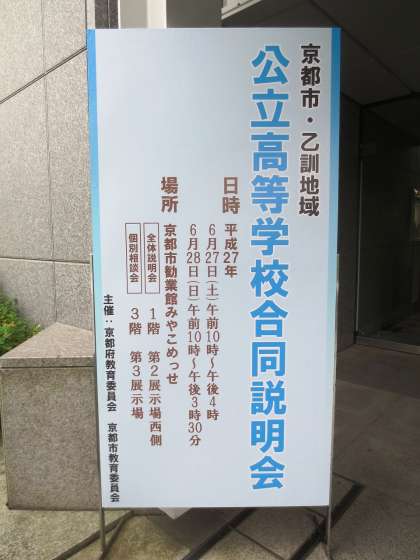 京都市・乙訓地域
公立高等学校合同説明会
日時 平成27年
6月27日(土)午前10時～午後4時
6月28日(日)午前10時～午後3時30分
場所 京都市勧業館みやこめっせ
全体説明会 1階 第2展示場西側
個別相談会 3階 第3展示場
主催:京都府教育委員会 京都市教育委員会